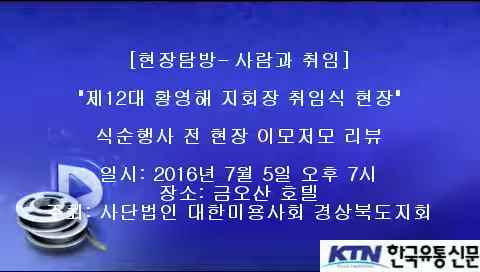 [현장탐방- 사람과 취임]
"제12대 황영해 지회장 취임식 현장"
식순행사 전 현장 이모저모 리뷰
일시: 2016년 7월 5일 오후 7시
장소: 금오산 호텔
주최: 사단법인 대한미용사회 경상북도지회
KTN 한국유통신문